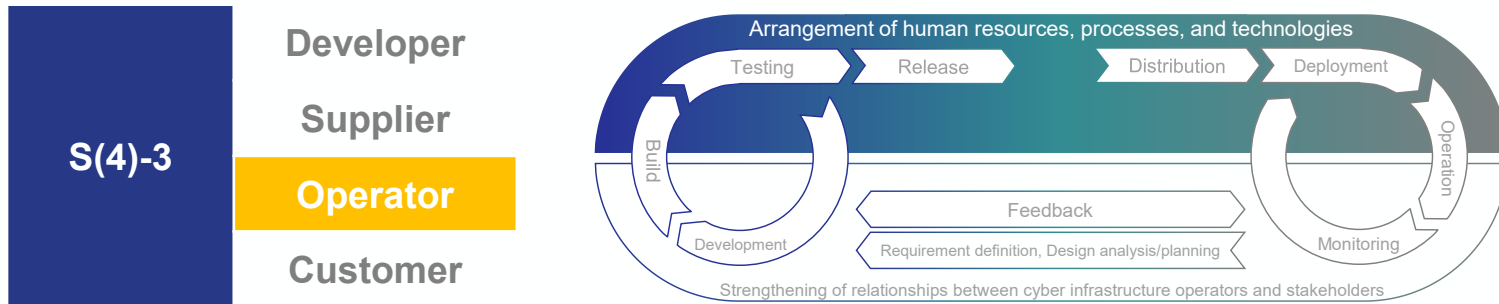 S(4)-3
Developer
Supplier
Operator
Customer
Arrangement of human resources, processes, and technologies
Testing
Release
Distribution
Deployment
Build
Operation
Feedback
Development
Requirement definition, Design analysis/planning
Monitoring
Strengthening of relationships between cyber infrastructure operators and stakeholders